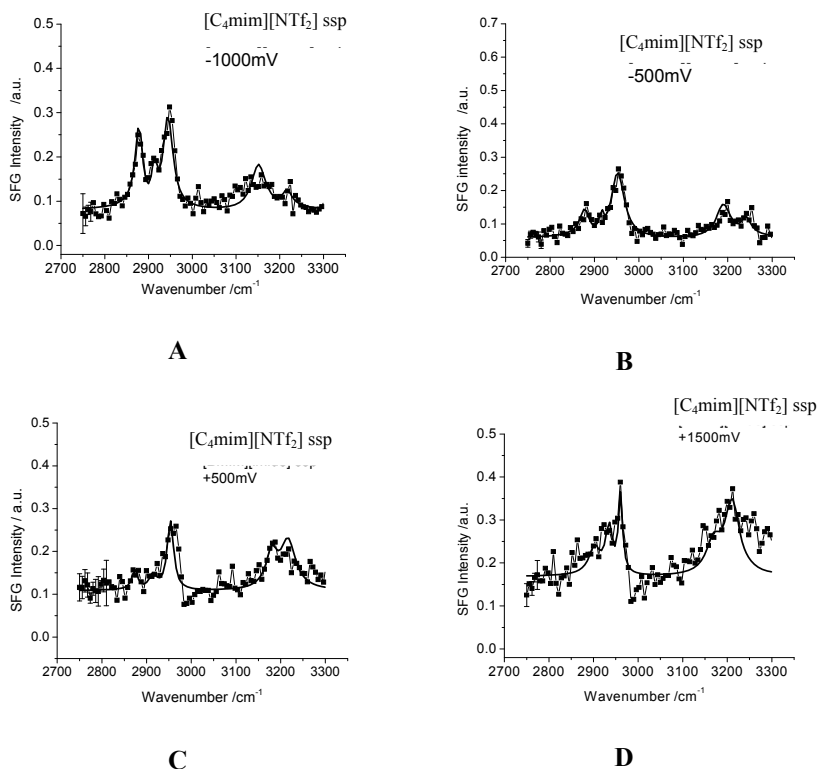 [C₄mim][NTf₂] ssp
-1000mV
0.5
0.4
0.3
0.2
0.1
0.0
SFG Intensity /a.u.
2700 2800 2900 3000 3100 3200 3300
Wavenumber /cm⁻¹
A
[C₄mim][NTf₂] ssp
-500mV
0.7
0.6
0.5
0.4
0.3
0.2
0.1
0.0
SFG intensity /a.u.
2700 2800 2900 3000 3100 3200 3300
Wavenumber /cm⁻¹
B
[C₄mim][NTf₂] ssp
+500mV
0.5
0.4
0.3
0.2
0.1
0.0
SFG Intensity / a.u.
2700 2800 2900 3000 3100 3200 3300
Wavenumber /cm⁻¹
C
[C₄mim][NTf₂] ssp
+1500mV
0.5
0.4
0.3
0.2
0.1
0.0
SFG Intensity / a.u.
2700 2800 2900 3000 3100 3200 3300
Wavenumber /cm⁻¹
D